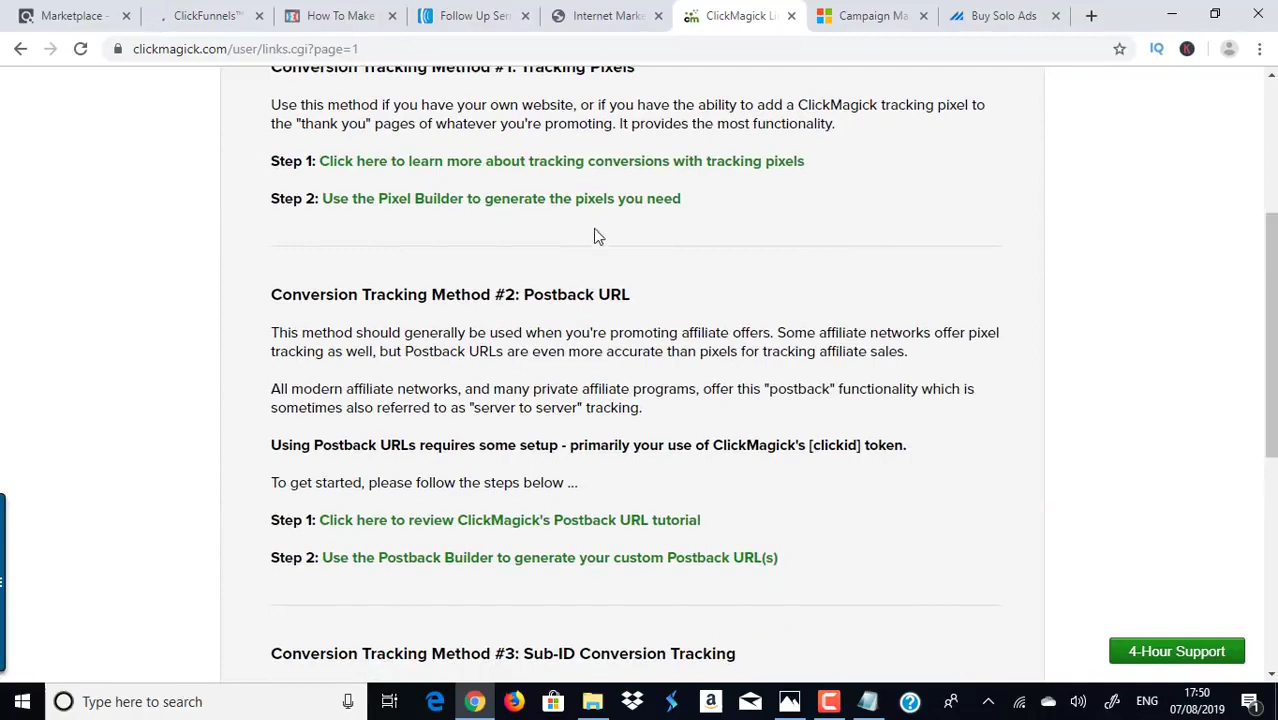 Marketplace -
ClickFunnels™
How To Make
Follow Up Ser
Internet Marke
ClickMagick Li
Campaign Ma
Buy Solo Ads
clickmagick.com/user/links.cgi?page=1
Conversion Tracking Method #1: Tracking Pixels
Use this method if you have your own website, or if you have the ability to add a ClickMagick tracking pixel to
the "thank you" pages of whatever you're promoting. It provides the most functionality.
Step 1: Click here to learn more about tracking conversions with tracking pixels
Step 2: Use the Pixel Builder to generate the pixels you need
Conversion Tracking Method #2: Postback URL
This method should generally be used when you're promoting affiliate offers. Some affiliate networks offer pixel
tracking as well, but Postback URLs are even more accurate than pixels for tracking affiliate sales.
All modern affiliate networks, and many private affiliate programs, offer this "postback" functionality which is
sometimes also referred to as "server to server" tracking.
Using Postback URLs requires some setup - primarily your use of ClickMagick's [clickid] token.
To get started, please follow the steps below ...
Step 1: Click here to review ClickMagick's Postback URL tutorial
Step 2: Use the Postback Builder to generate your custom Postback URL(s)
Conversion Tracking Method #3: Sub-ID Conversion Tracking
4-Hour Support
Type here to search
ENG
17:50
07/08/2019